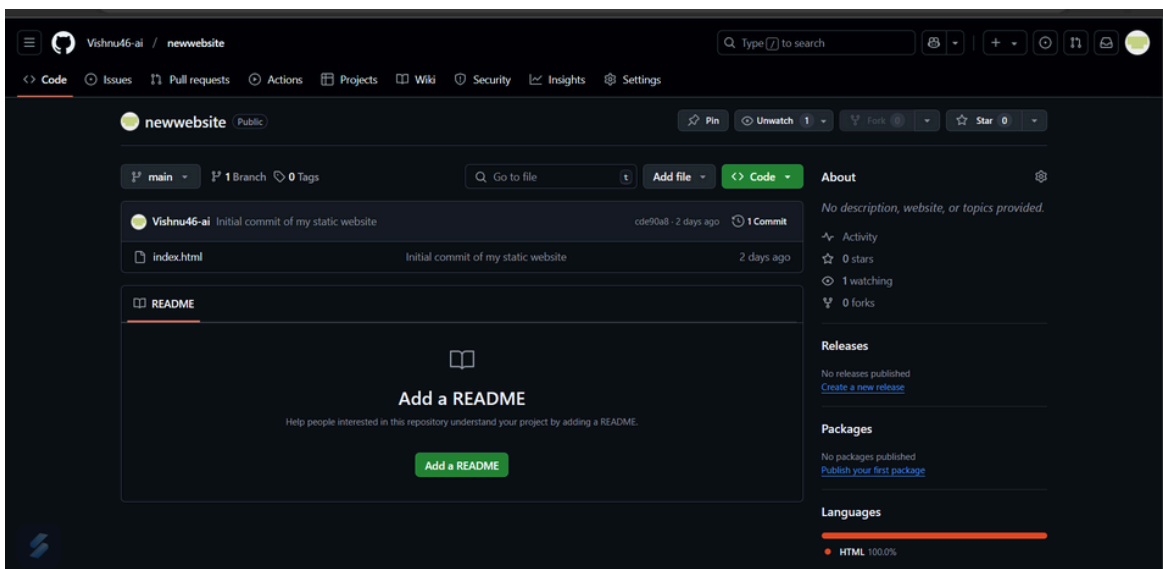 Vishnu46-ai / newwebsite
Type / to search
Code Issues Pull requests Actions Projects Wiki Security Insights Settings
newwebsite Public
Pin Unwatch 1 Fork 0 Star 0
main 1 Branch 0 Tags Go to file t Add file Code
Vishnu46-ai Initial commit of my static website cde90a8 · 2 days ago 1 Commit
index.html Initial commit of my static website 2 days ago
README
Add a README
Help people interested in this repository understand your project by adding a README.
Add a README
About
No description, website, or topics provided.
Activity
0 stars
1 watching
0 forks
Releases
No releases published
Create a new release
Packages
No packages published
Publish your first package
Languages
HTML 100.0%